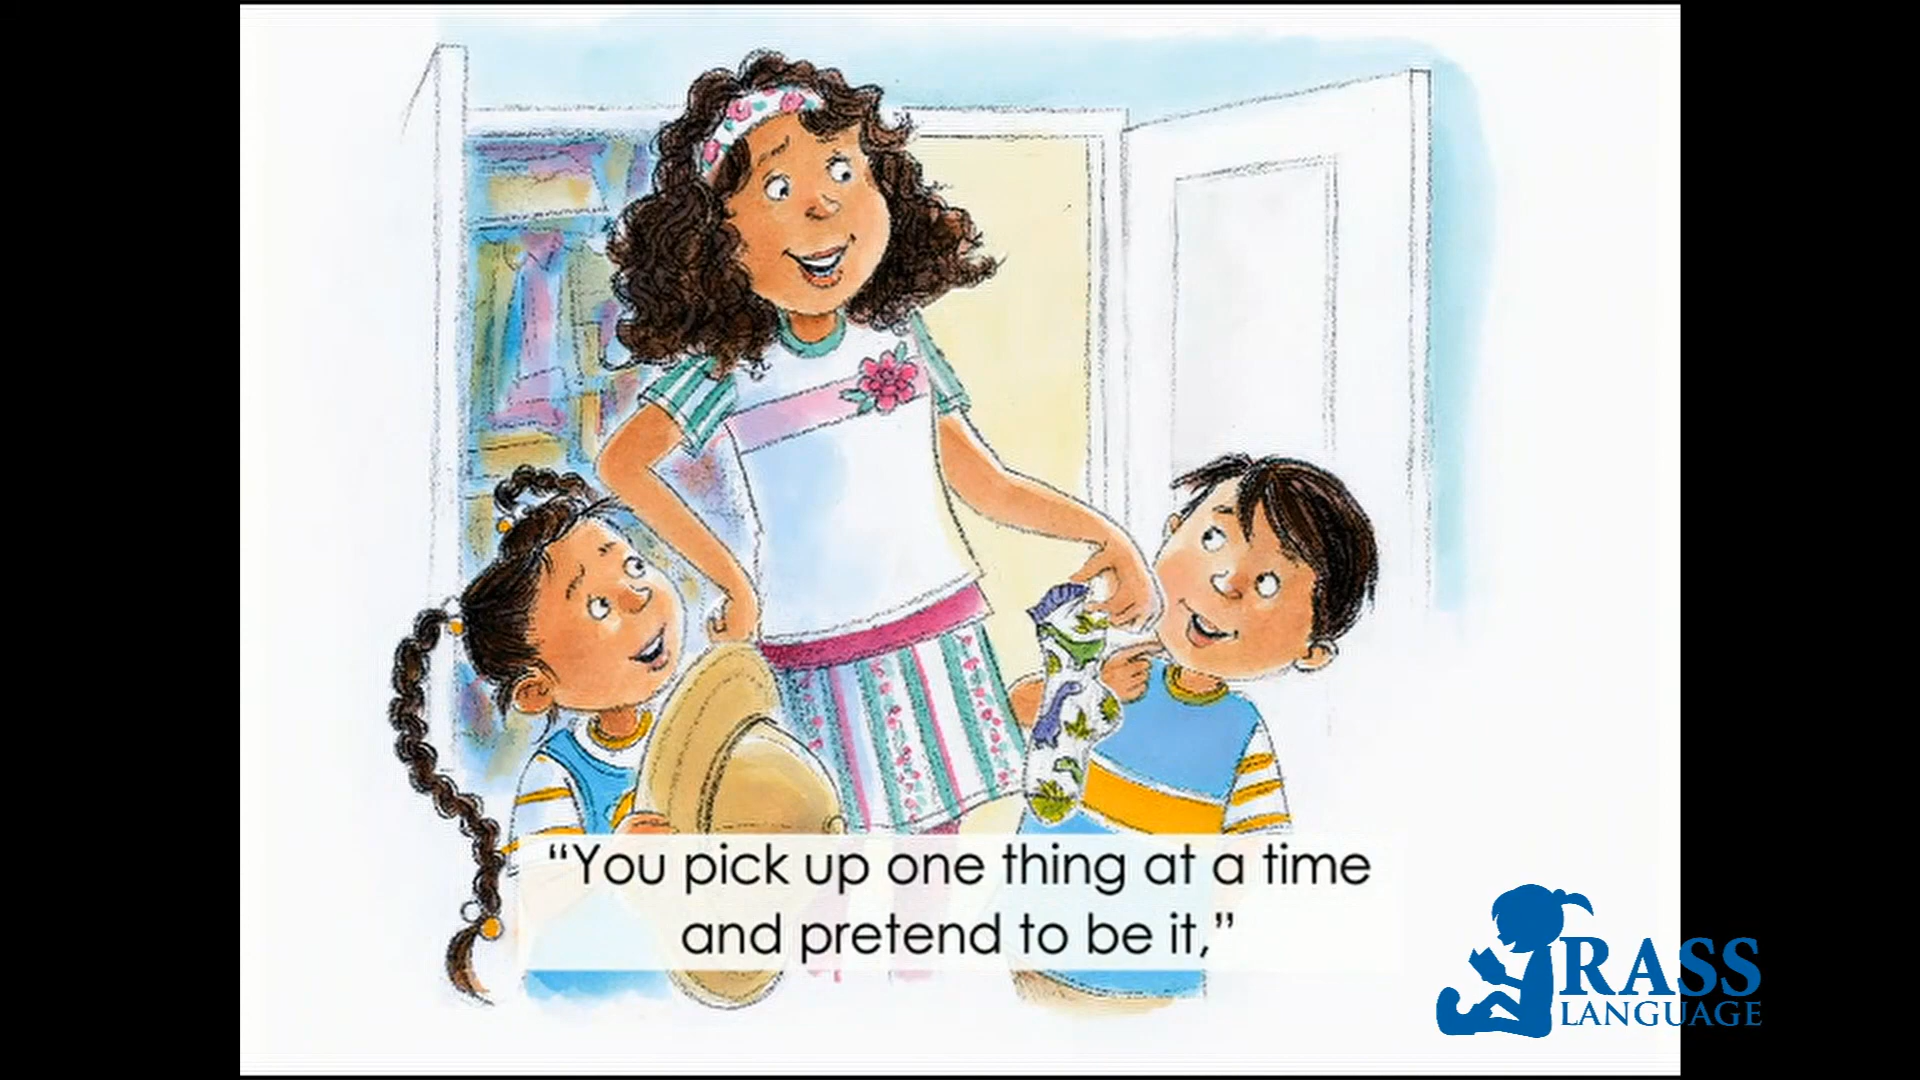 “You pick up one thing at a time
and pretend to be it,”
RASS
LANGUAGE